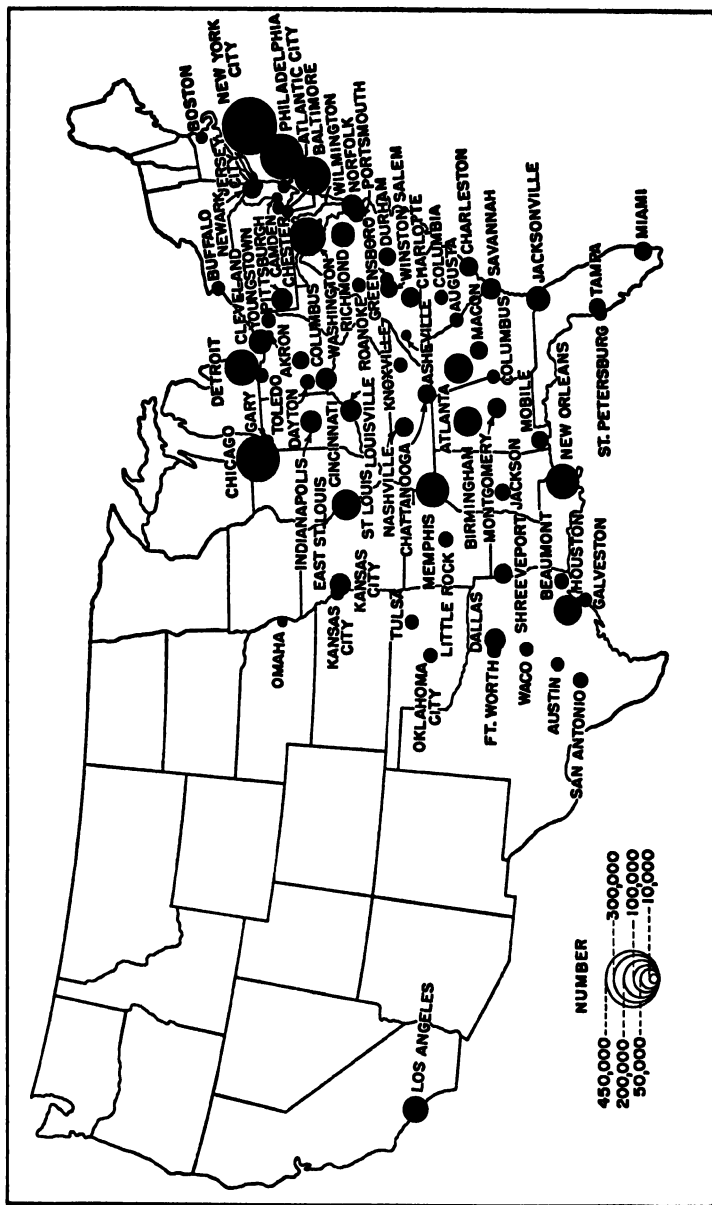 BOSTON
NEW YORK
CITY
PHILADELPHIA
ATLANTIC CITY
BALTIMORE
WILMINGTON
NORFOLK
PORTSMOUTH
BUFFALO
NEWARK
JERSEY
CITY
CLEVELAND
YOUNGSTOWN
PITTSBURGH
CAMDEN
CHESTER
DETROIT
GARY
TOLEDO
AKRON
COLUMBUS
WASHINGTON
RICHMOND
ROANOKE
GREENSBORO
DURHAM
WINSTON SALEM
CHARLOTTE
COLUMBIA
AUGUSTA
CHARLESTON
SAVANNAH
CHICAGO
DAYTON
CINCINNATI
LOUISVILLE
KNOXVILLE
ASHEVILLE
ATLANTA
MACON
COLUMBUS
JACKSONVILLE
INDIANAPOLIS
EAST ST. LOUIS
ST LOUIS
NASHVILLE
CHATTANOOGA
MEMPHIS
BIRMINGHAM
MONTGOMERY
JACKSON
MOBILE
NEW ORLEANS
ST. PETERSBURG
TAMPA
MIAMI
OMAHA
KANSAS
CITY
KANSAS
CITY
TULSA
LITTLE ROCK
OKLAHOMA
CITY
DALLAS
FT. WORTH
SHREEVEPORT
WACO
BEAUMONT
HOUSTON
GALVESTON
AUSTIN
SAN ANTONIO
LOS ANGELES
NUMBER
450,000
300,000
200,000
100,000
50,000
10,000